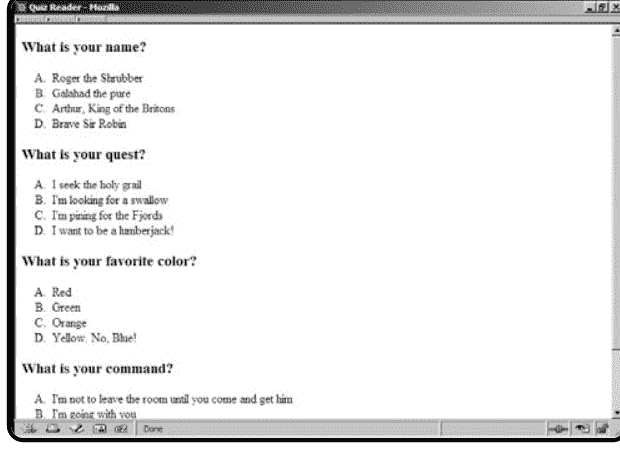 Quiz Reader - Mozilla
What is your name?
A. Roger the Shrubber
B. Galahad the pure
C. Arthur, King of the Britons
D. Brave Sir Robin
What is your quest?
A. I seek the holy grail
B. I'm looking for a swallow
C. I'm pining for the Fjords
D. I want to be a lumberjack!
What is your favorite color?
A. Red
B. Green
C. Orange
D. Yellow. No, Blue!
What is your command?
A. I'm not to leave the room until you come and get him
B. I'm going with you
Done